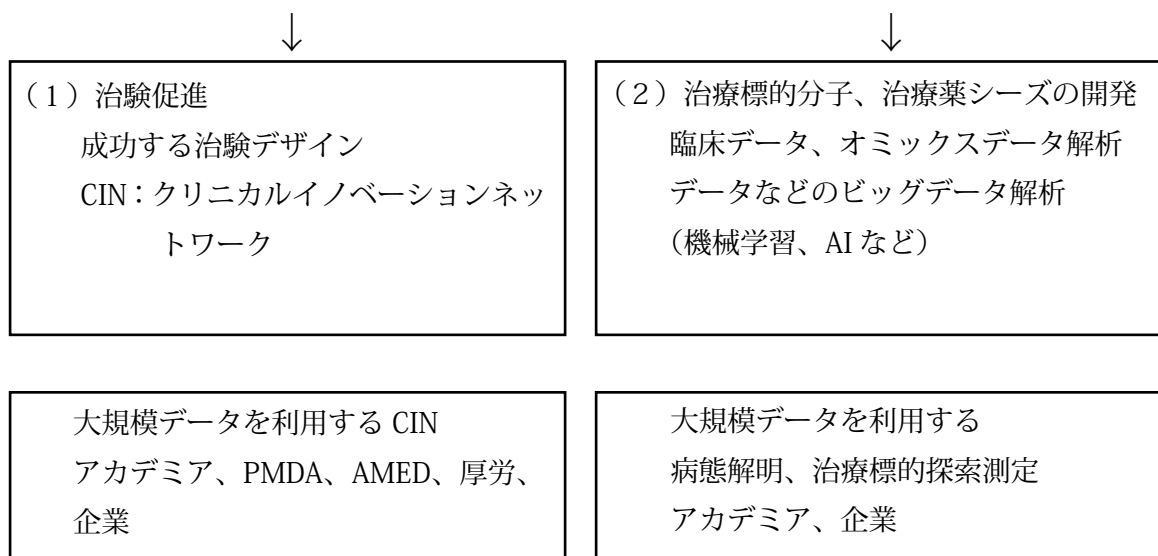 ↓
（1）治験促進
成功する治験デザイン
CIN：クリニカルイノベーションネッ
トワーク
↓
（2）治療標的分子、治療薬シーズの開発
臨床データ、オミックスデータ解析
データなどのビッグデータ解析
（機械学習、AI など）
大規模データを利用する CIN
アカデミア、PMDA、AMED、厚労、
企業
大規模データを利用する
病態解明、治療標的探索測定
アカデミア、企業